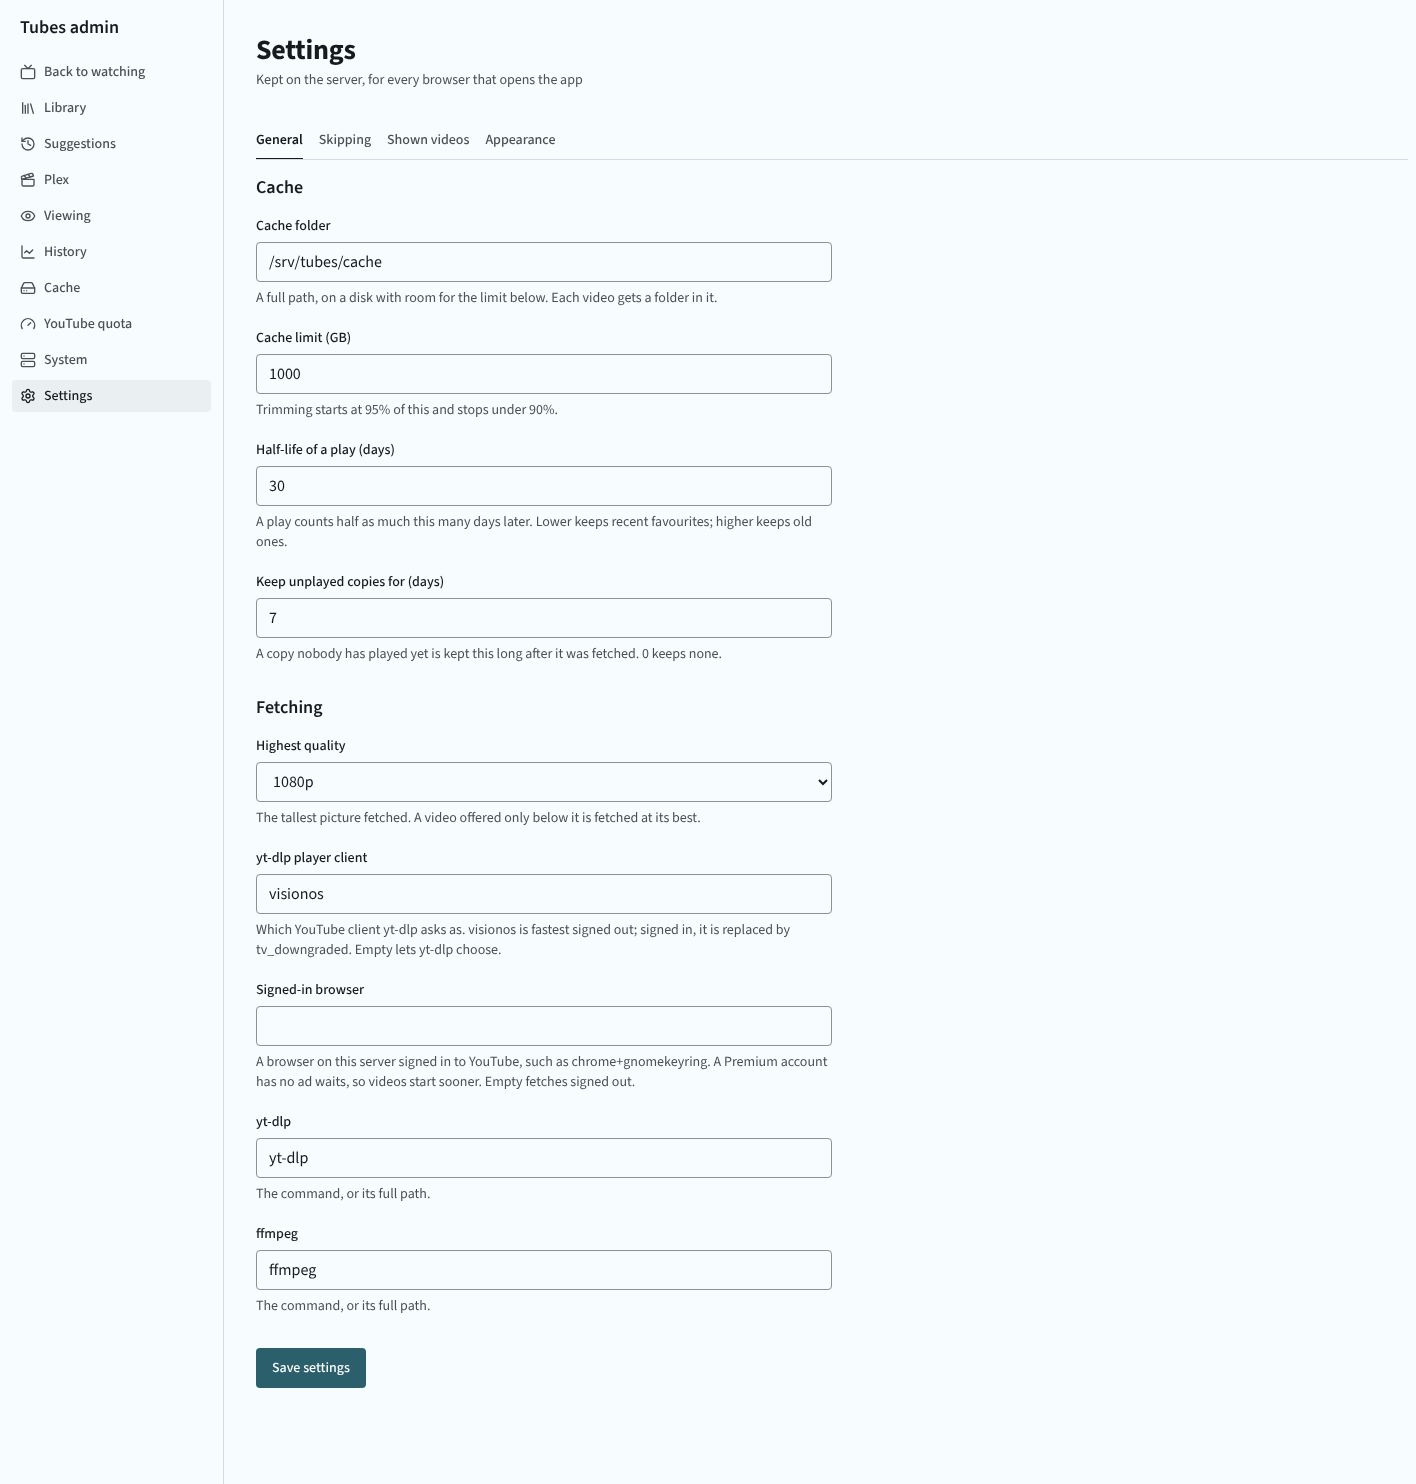 Tubes admin
Back to watching
Library
Suggestions
Plex
Viewing
History
Cache
YouTube quota
System
Settings
Settings
Kept on the server, for every browser that opens the app
General
Skipping
Shown videos
Appearance
Cache
Cache folder
/srv/tubes/cache
A full path, on a disk with room for the limit below. Each video gets a folder in it.
Cache limit (GB)
1000
Trimming starts at 95% of this and stops under 90%.
Half-life of a play (days)
30
A play counts half as much this many days later. Lower keeps recent favourites; higher keeps old
ones.
Keep unplayed copies for (days)
7
A copy nobody has played yet is kept this long after it was fetched. 0 keeps none.
Fetching
Highest quality
1080p
The tallest picture fetched. A video offered only below it is fetched at its best.
yt-dlp player client
visionos
Which YouTube client yt-dlp asks as. visionos is fastest signed out; signed in, it is replaced by
tv_downgraded. Empty lets yt-dlp choose.
Signed-in browser
A browser on this server signed in to YouTube, such as chrome+gnomekeyring. A Premium account
has no ad waits, so videos start sooner. Empty fetches signed out.
yt-dlp
yt-dlp
The command, or its full path.
ffmpeg
ffmpeg
The command, or its full path.
Save settings